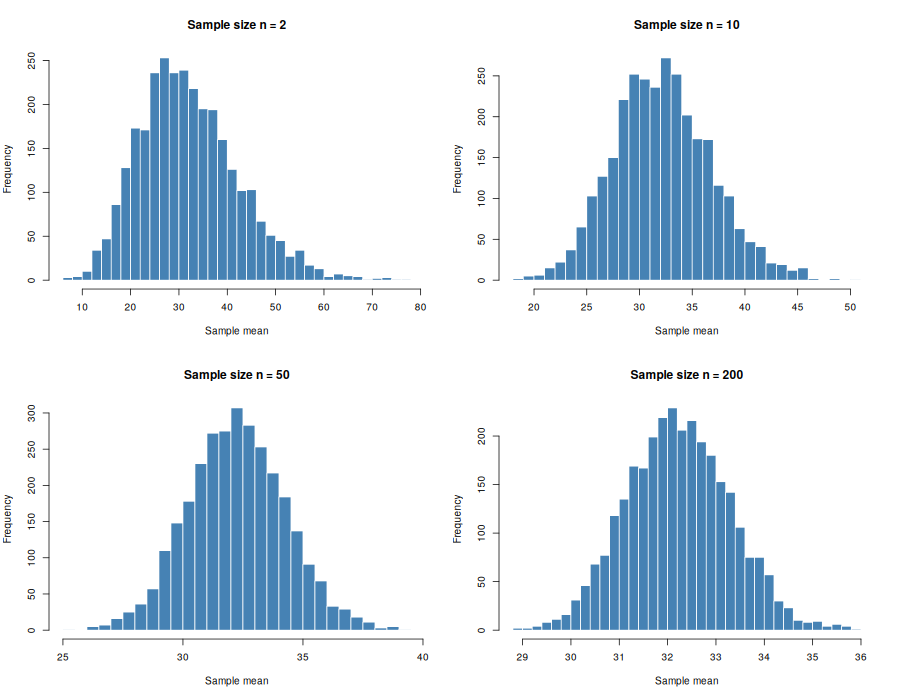 Sample size n = 2
Frequency
0 50 100 150 200 250
10 20 30 40 50 60 70 80
Sample mean
Sample size n = 10
Frequency
0 50 100 150 200 250
20 25 30 35 40 45 50
Sample mean
Sample size n = 50
Frequency
0 50 100 150 200 250 300
25 30 35 40
Sample mean
Sample size n = 200
Frequency
0 50 100 150 200
29 30 31 32 33 34 35 36
Sample mean